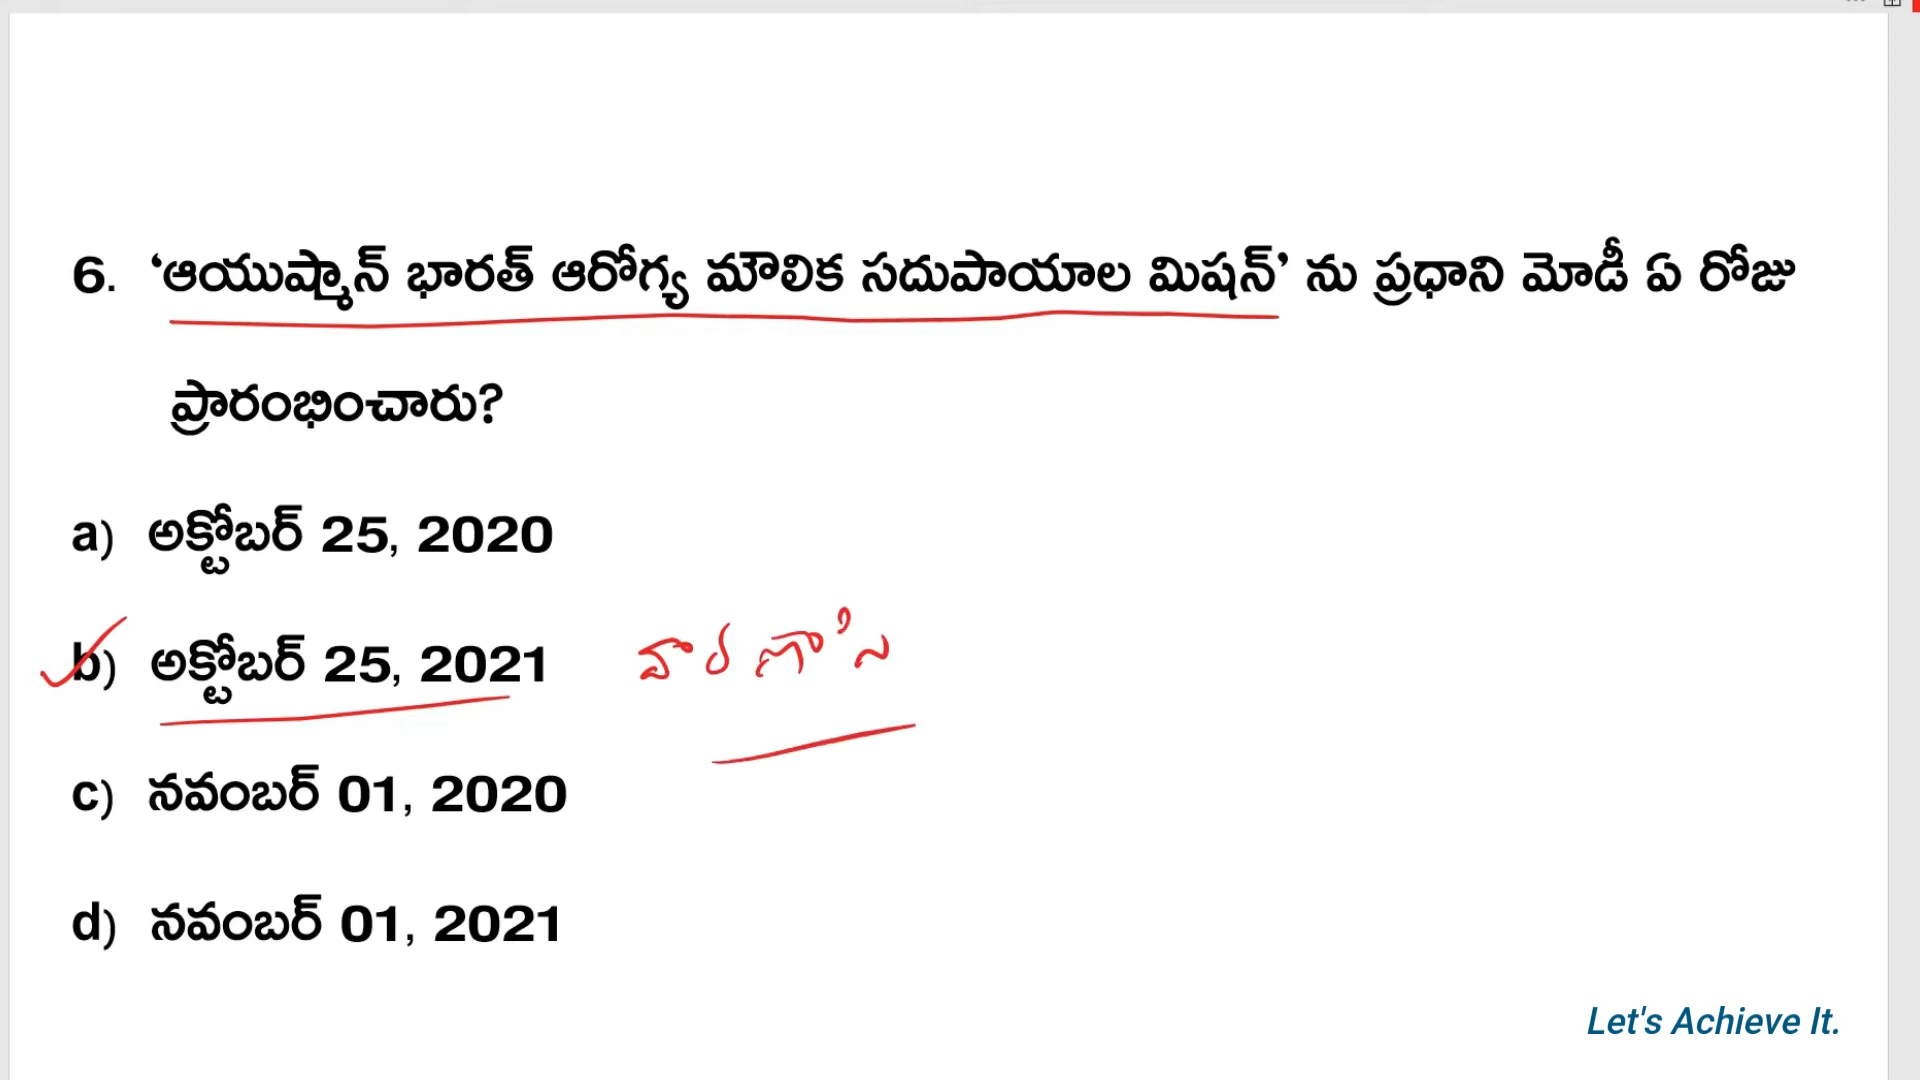 6. ‘ఆయుష్మాన్ భారత్ ఆరోగ్య మౌలిక సదుపాయాల మిషన్’ ను ప్రధాని మోడీ ఏ రోజు
ప్రారంభించారు?
a) అక్టోబర్ 25, 2020
b) అక్టోబర్ 25, 2021 వారణాసి
c) నవంబర్ 01, 2020
d) నవంబర్ 01, 2021
Let's Achieve It.